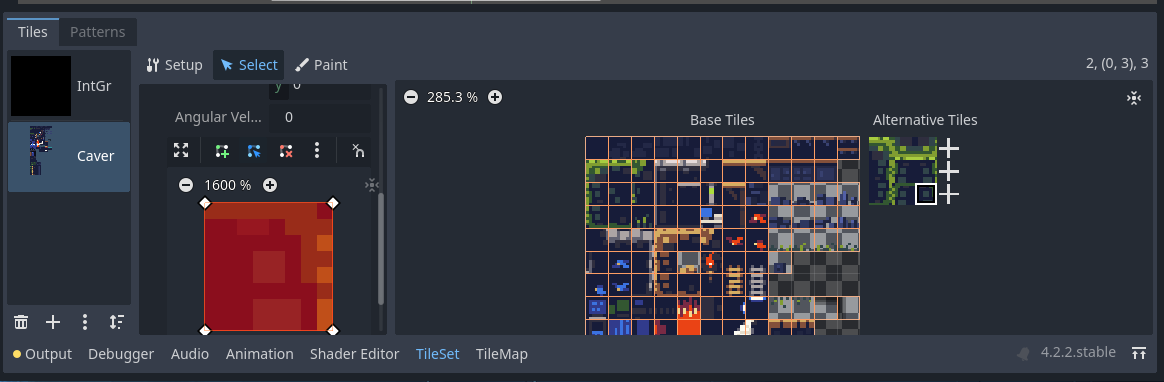 Tiles Patterns
IntGr
Caver
Setup Select Paint
2, (0, 3), 3
y 0
Angular Vel... 0
1600 %
285.3 %
Base Tiles
Alternative Tiles
Output Debugger Audio Animation Shader Editor TileSet TileMap
4.2.2.stable